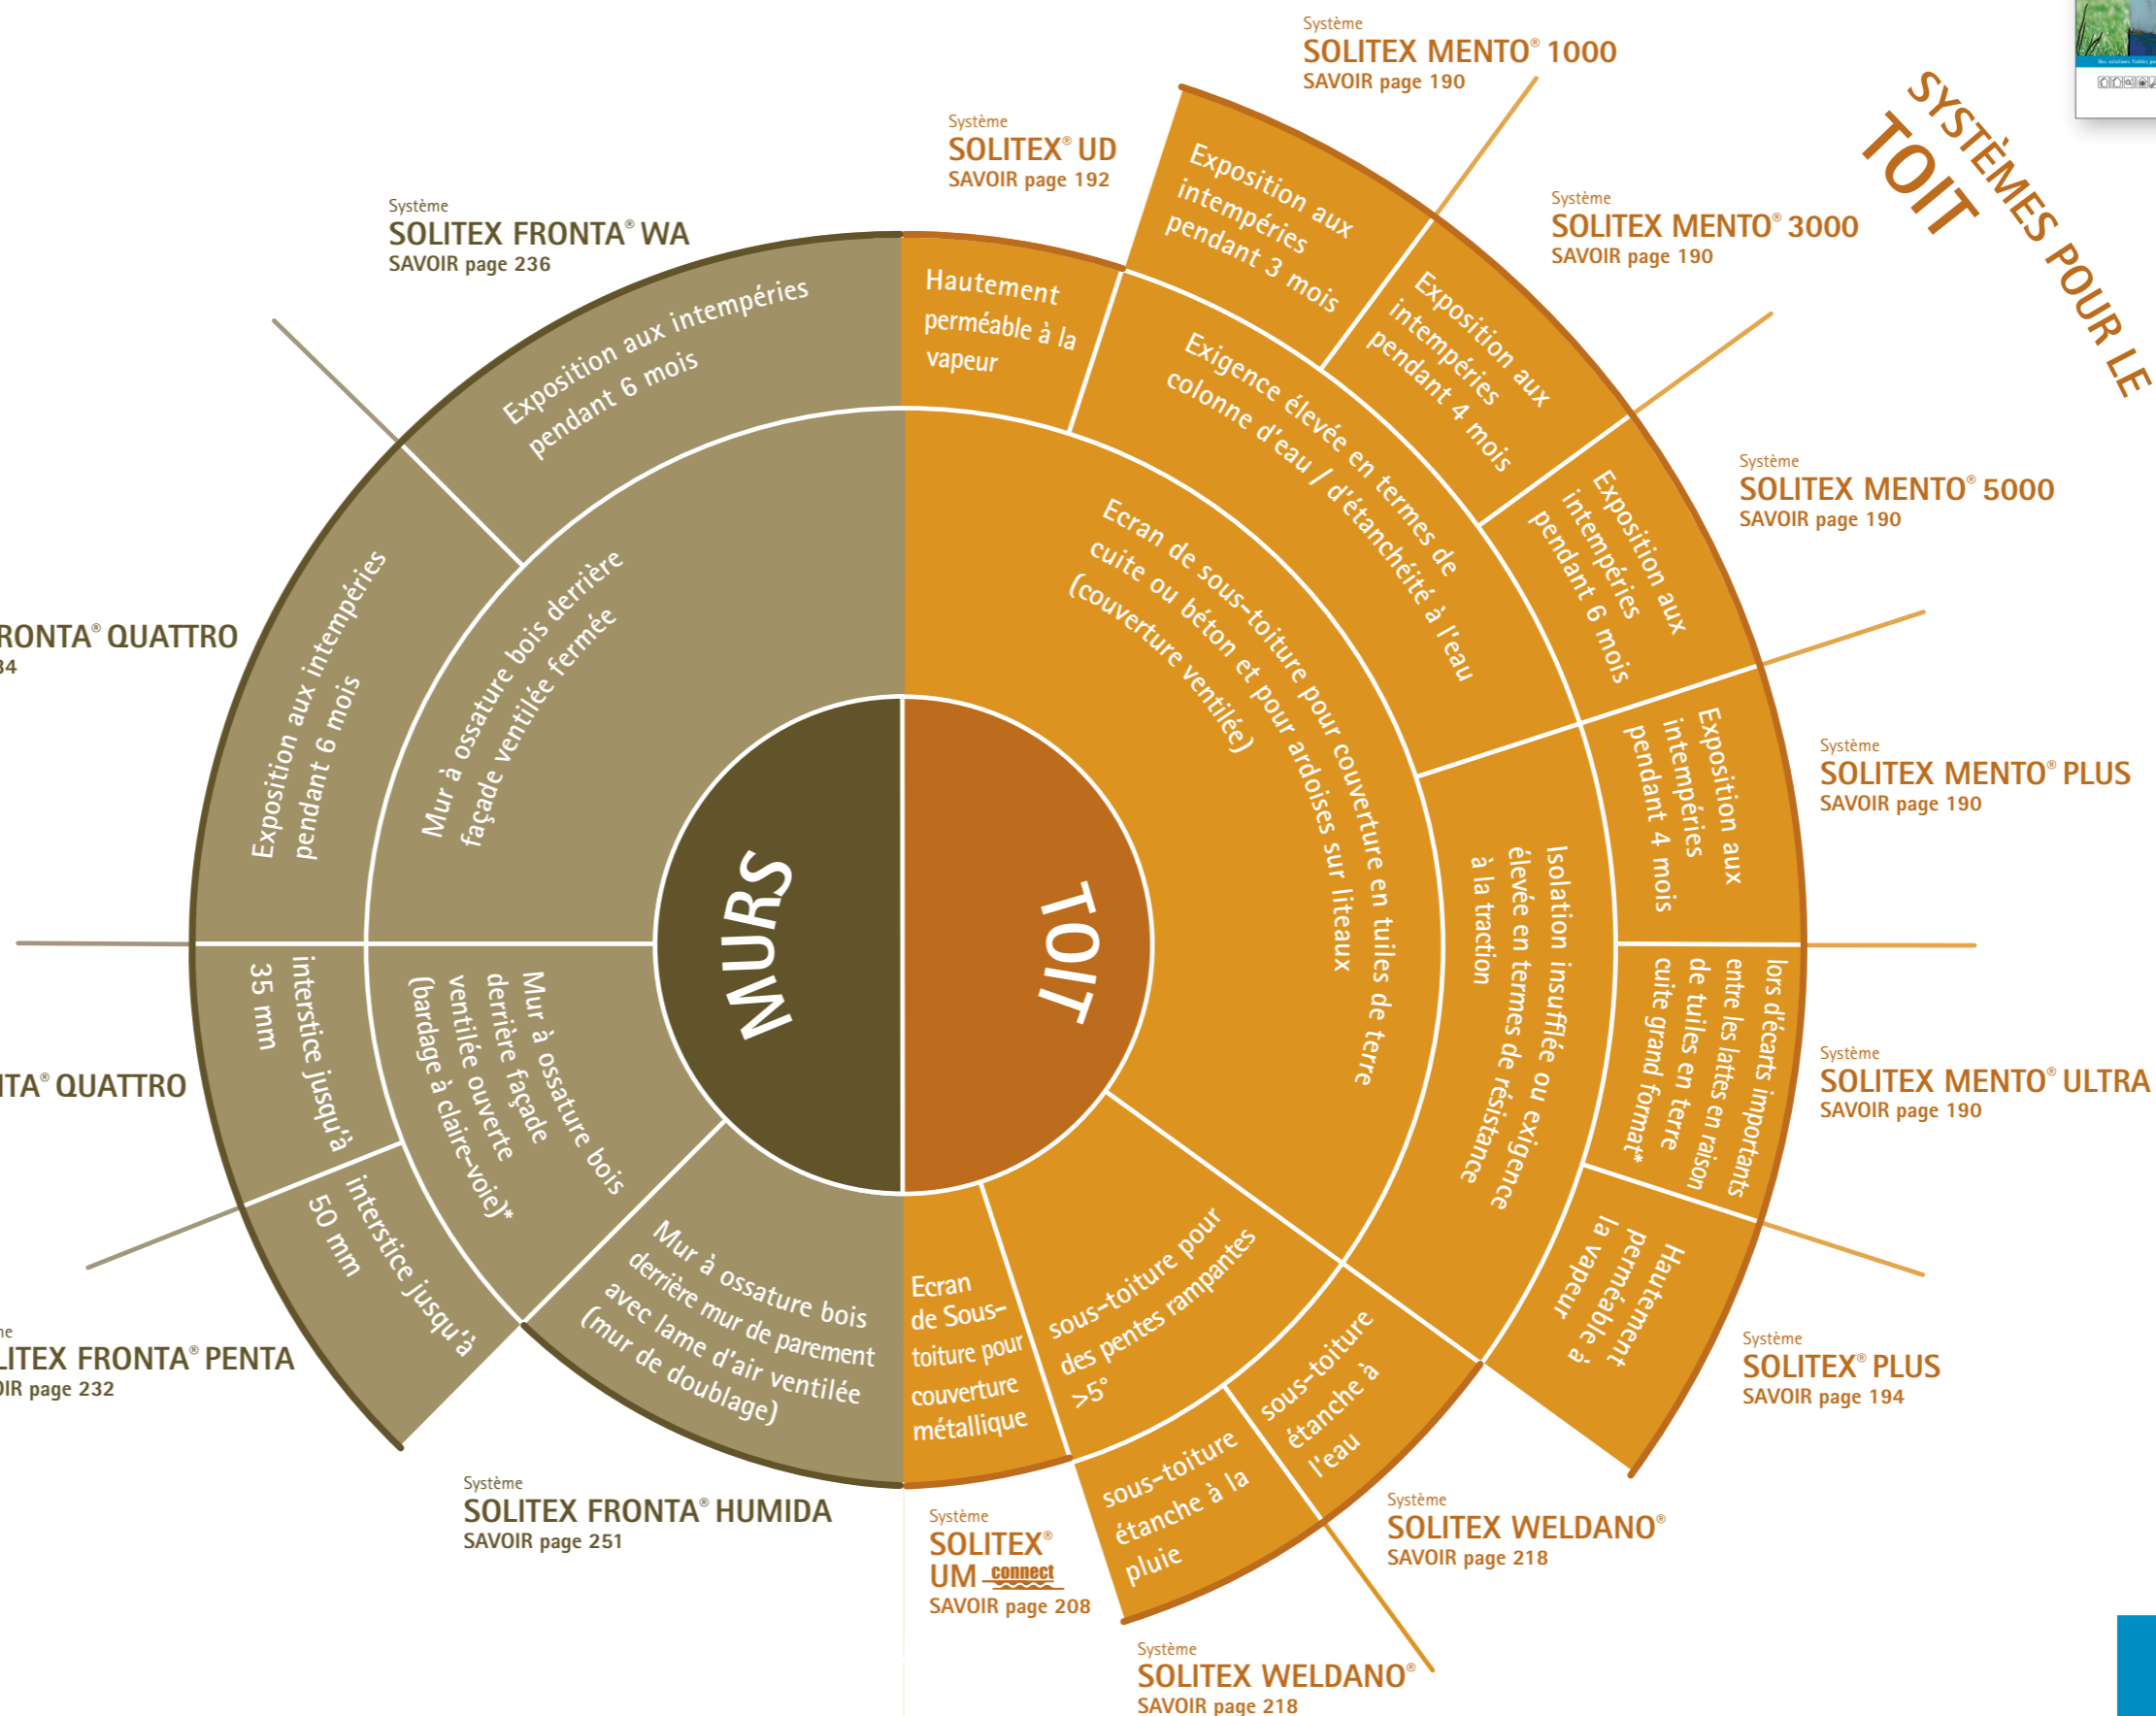 Système
SOLITEX MENTO® 1000
SAVOIR page 190
SYSTÈMES POUR LE
TOIT
Système
SOLITEX® UD
SAVOIR page 192
Système
SOLITEX MENTO® 3000
SAVOIR page 190
Système
SOLITEX FRONTA® WA
SAVOIR page 236
Système
SOLITEX MENTO® 5000
SAVOIR page 190
RONTA® QUATTRO
34
Système
SOLITEX MENTO® PLUS
SAVOIR page 190
Système
SOLITEX MENTO® ULTRA
SAVOIR page 190
NTA® QUATTRO
me
LITEX FRONTA® PENTA
OIR page 232
Système
SOLITEX® PLUS
SAVOIR page 194
Système
SOLITEX FRONTA® HUMIDA
SAVOIR page 251
Système
SOLITEX®
UM connect
SAVOIR page 208
Système
SOLITEX WELDANO®
SAVOIR page 218
Système
SOLITEX WELDANO®
SAVOIR page 218
MURS
TOIT
Exposition aux intempéries
pendant 6 mois
Exposition aux intempéries
pendant 6 mois
Mur à ossature bois derrière
façade ventilée fermée
interstice jusqu'à
35 mm
interstice jusqu'à
50 mm
Mur à ossature bois
derrière façade
ventilée ouverte
(bardage à claire-voie)*
Mur à ossature bois
derrière mur de parement
avec lame d'air ventilée
(mur de doublage)
Hautement
perméable à la
vapeur
Exposition aux
intempéries
pendant 3 mois
Exposition aux
intempéries
pendant 4 mois
Exposition aux
intempéries
pendant 6 mois
Exigence élevée en termes de
colonne d'eau / d'étanchéité à l'eau
Ecran de sous-toiture pour couverture en tuiles de terre
cuite ou béton et pour ardoises sur liteaux
(couverture ventilée)
Exposition aux
intempéries
pendant 4 mois
Isolation insufflée ou exigence
élevée en termes de résistance
à la traction
lors d'écarts importants
entre les lattes en raison
de tuiles en terre
cuite grand format*
Hautement
perméable à
la vapeur
sous-toiture pour
des pentes rampantes
>5°
sous-toiture
étanche à
l'eau
sous-toiture
étanche à la
pluie
Ecran
de Sous-
toiture pour
couverture
métallique